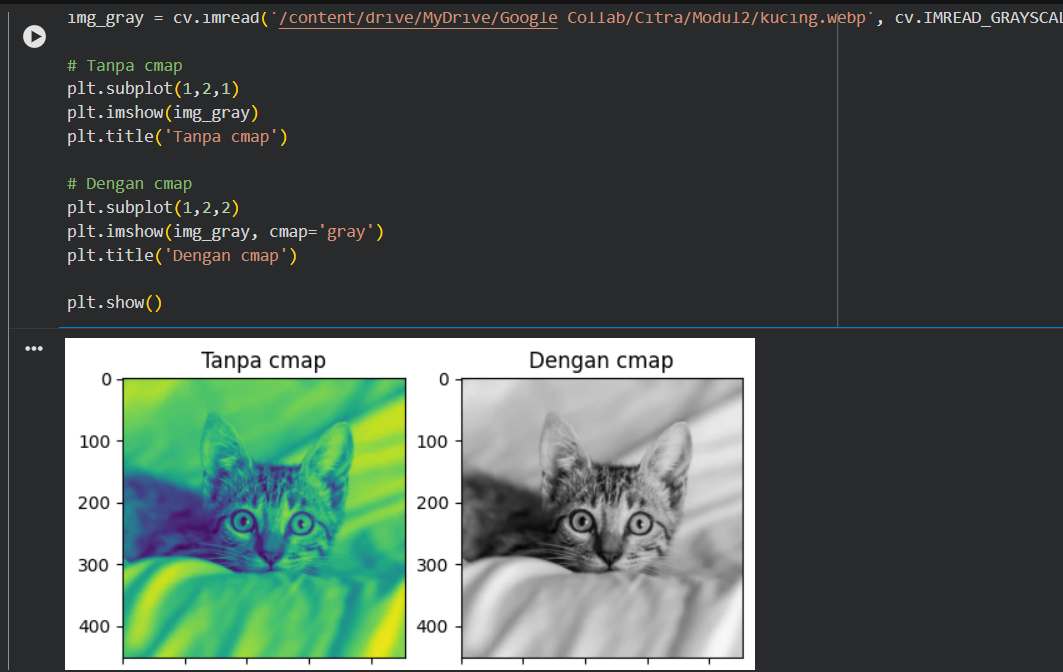 img_gray = cv.imread('/content/drive/MyDrive/Google Collab/Citra/Modul2/kucing.webp', cv.IMREAD_GRAYSCAL
# Tanpa cmap
plt.subplot(1,2,1)
plt.imshow(img_gray)
plt.title('Tanpa cmap')
# Dengan cmap
plt.subplot(1,2,2)
plt.imshow(img_gray, cmap='gray')
plt.title('Dengan cmap')
plt.show()
Tanpa cmap
0
100
200
300
400
Dengan cmap
0
100
200
300
400